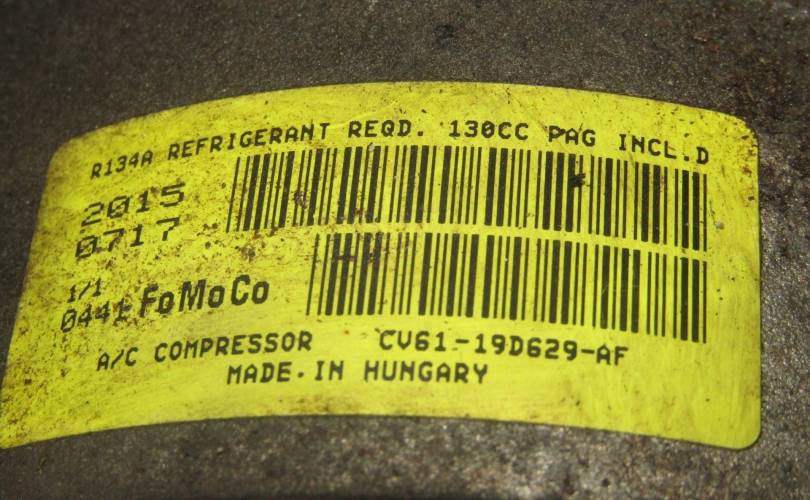 R134A REFRIGERANT REQD. 130CC PAG INCL.D
2015
0717
1/1
0441 FoMoCo
A/C COMPRESSOR CV61-19D629-AF
MADE IN HUNGARY